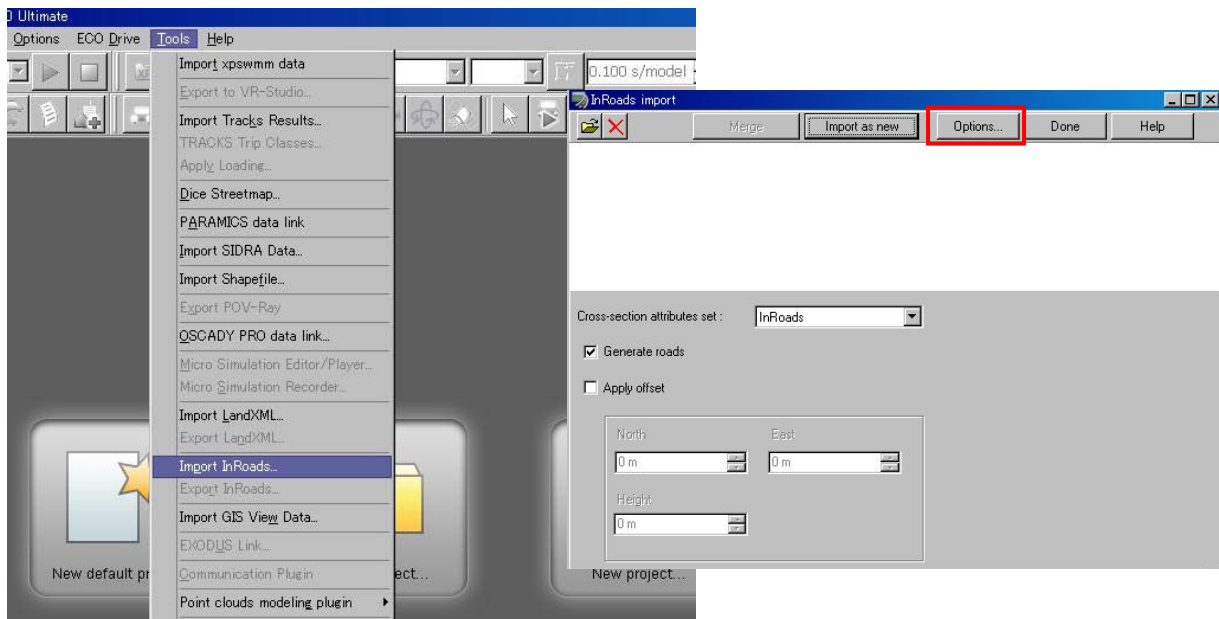 Ultimate
Options ECO Drive Tools Help
0.100 s/model
Import xpswmm data
Export to VR-Studio...
Import Tracks Results...
TRACKS Trip Classes...
Apply Loading...
Dice Streetmap...
PARAMICS data link
Import SIDRA Data...
Import Shapefile...
Export POV-Ray
OSCADY PRO data link...
Micro Simulation Editor/Player...
Micro Simulation Recorder...
Import LandXML...
Export LandXML...
Import InRoads...
Export InRoads...
Import GIS View Data...
EXODUS Link...
Communication Plugin
Point clouds modeling plugin
New default pr
ect...
New project...
InRoads import
Merge Import as new Options... Done Help
Cross-section attributes set : InRoads
Generate roads
Apply offset
North East
0 m 0 m
Height
0 m